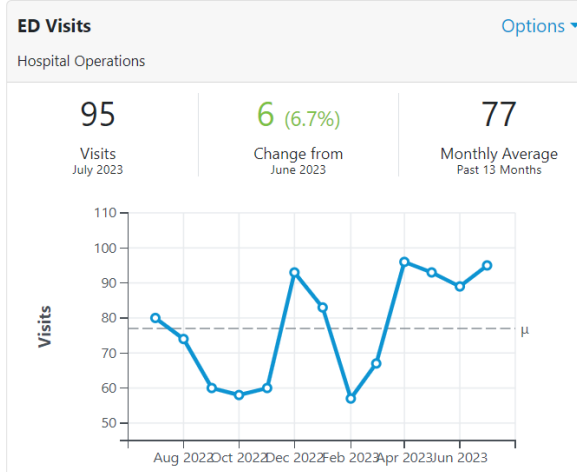 ED Visits
Options
Hospital Operations
95
6 (6.7%)
77
Visits
Change from
Monthly Average
July 2023
June 2023
Past 13 Months
110
100
90
80
70
60
50
Visits
μ
Aug 2022 Oct 2022 Dec 2022 Feb 2023 Apr 2023 Jun 2023